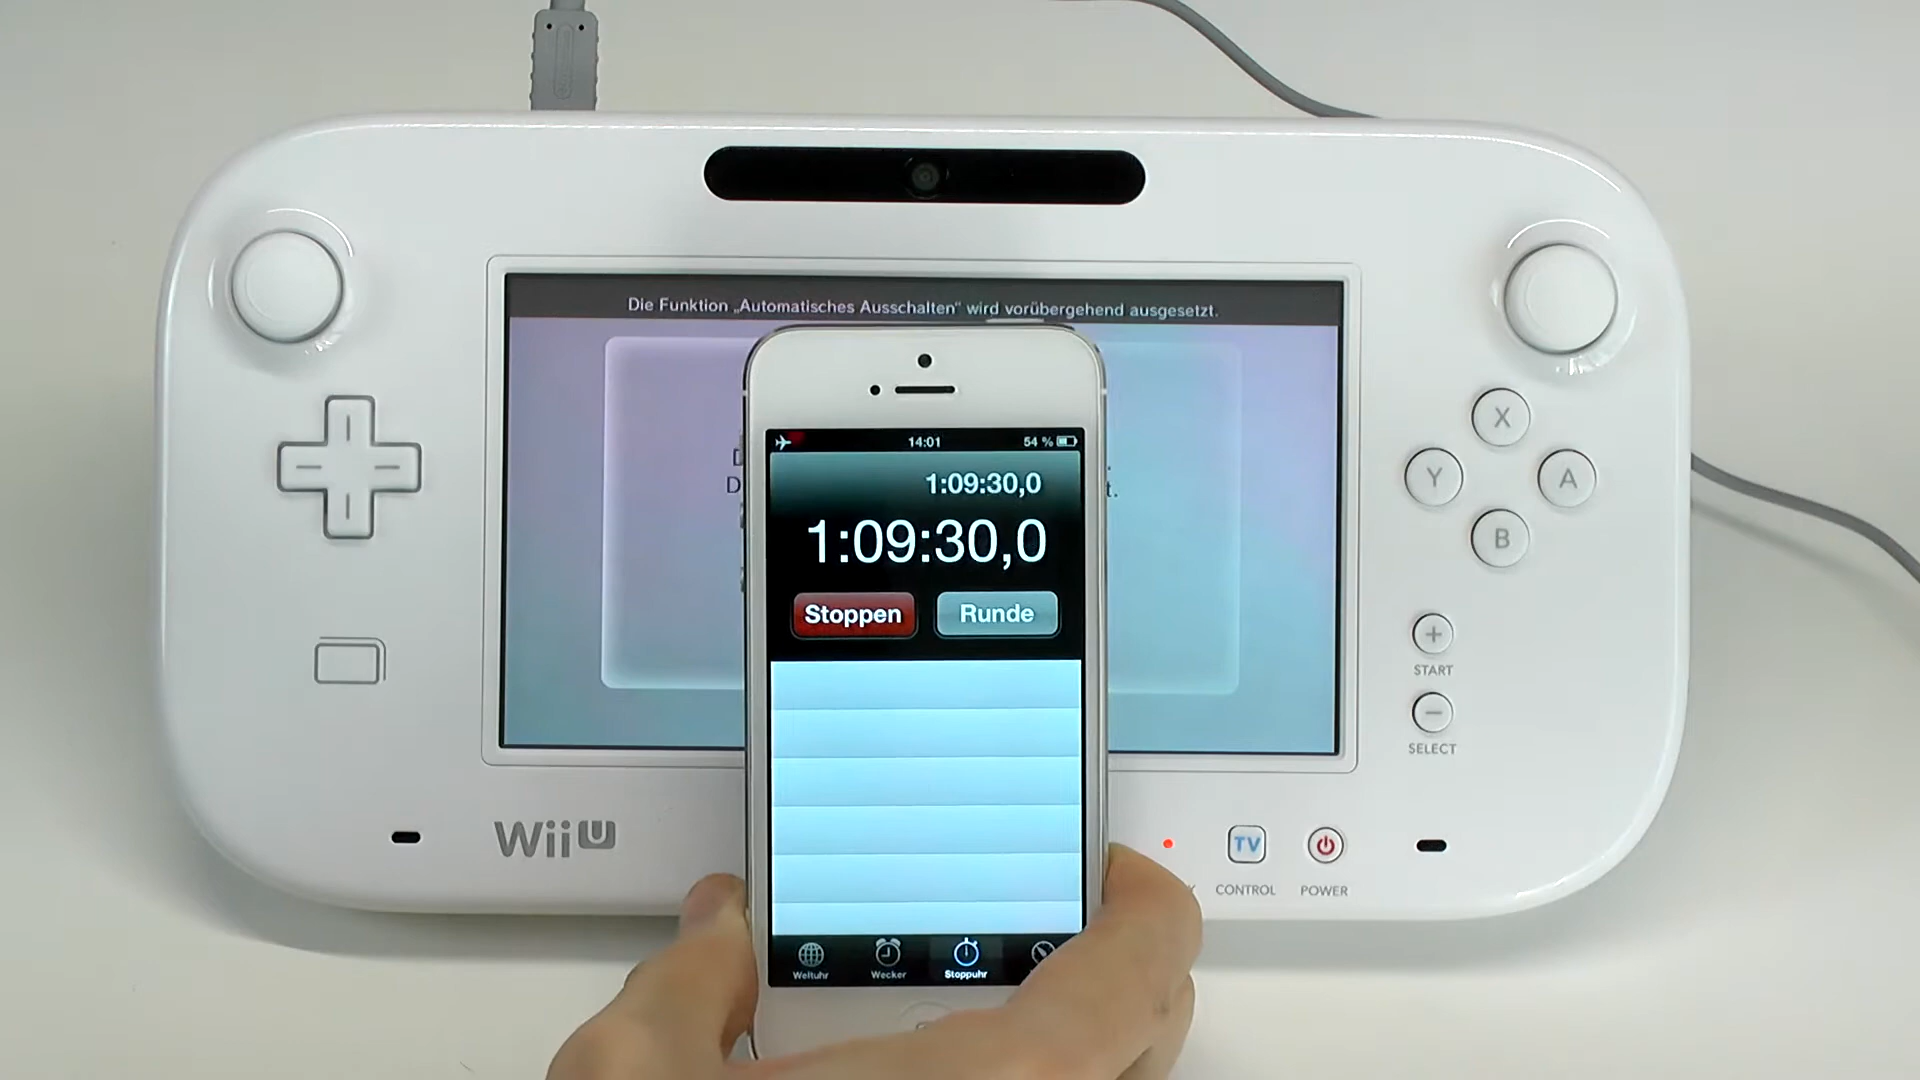 Die Funktion „Automatisches Ausschalten“ wird vorübergehend ausgesetzt.
14:01
54 %
1:09:30,0
1:09:30,0
Stoppen
Runde
Weltuhr
Wecker
Stoppuhr
X
Y
A
B
START
SELECT
Wii U
TV
CONTROL
POWER